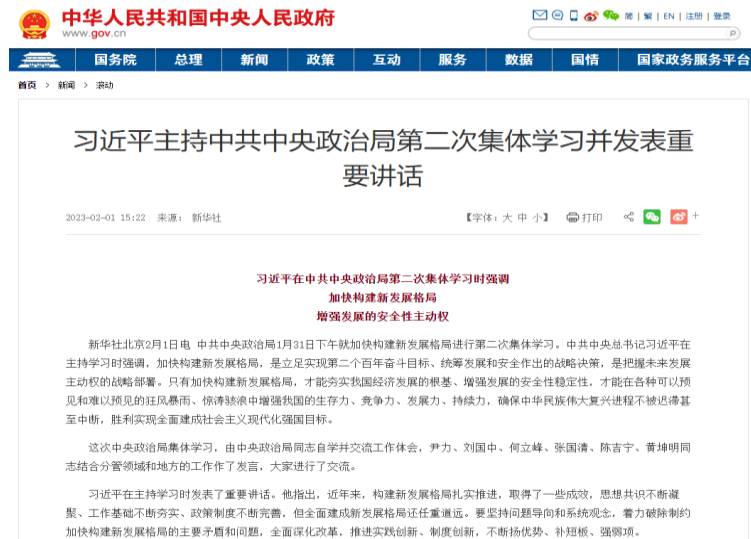 中华人民共和国中央人民政府
www.gov.cn
简 | 繁 | EN | 注册 | 登录
国务院 总理 新闻 政策 互动 服务 数据 国情 国家政务服务平台
首页 > 新闻 > 滚动
习近平主持中共中央政治局第二次集体学习并发表重
要讲话
2023-02-01 15:22 来源： 新华社
【字体：大 中 小】 打印 +
习近平在中共中央政治局第二次集体学习时强调
加快构建新发展格局
增强发展的安全性主动权
新华社北京2月1日电 中共中央政治局1月31日下午就加快构建新发展格局进行第二次集体学习。中共中央总书记习近平在
主持学习时强调，加快构建新发展格局，是立足实现第二个百年奋斗目标、统筹发展和安全作出的战略决策，是把握未来发展
主动权的战略部署。只有加快构建新发展格局，才能夯实我国经济发展的根基、增强发展的安全性稳定性，才能在各种可以预
见和难以预见的狂风暴雨、惊涛骇浪中增强我国的生存力、竞争力、发展力、持续力，确保中华民族伟大复兴进程不被迟滞甚
至中断，胜利实现全面建成社会主义现代化强国目标。
这次中央政治局集体学习，由中央政治局同志自学并交流工作体会，尹力、刘国中、何立峰、张国清、陈吉宁、黄坤明同
志结合分管领域和地方的工作作了发言，大家进行了交流。
习近平在主持学习时发表了重要讲话。他指出，近年来，构建新发展格局扎实推进，取得了一些成效，思想共识不断凝
聚、工作基础不断夯实、政策制度不断完善，但全面建成新发展格局还任重道远。要坚持问题导向和系统观念，着力破除制约
加快构建新发展格局的主要矛盾和问题，全面深化改革，推进实践创新、制度创新，不断扬优势、补短板、强弱项。